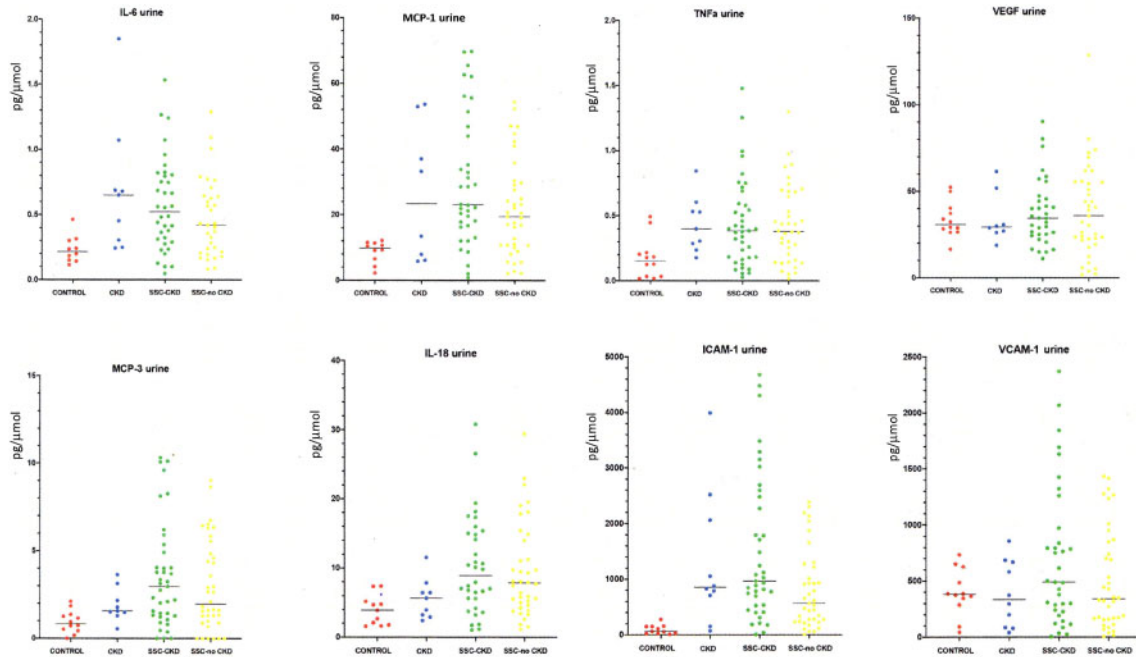 IL-6 urine
pg/μmol
2.0
1.5
1.0
0.5
0.0
CONTROL CKD SSC-CKD SSC-no CKD
MCP-1 urine
pg/μmol
80
60
40
20
0
CONTROL CKD SSC-CKD SSC-no CKD
TNFa urine
pg/μmol
2.0
1.5
1.0
0.5
0.0
CONTROL CKD SSC-CKD SSC-no CKD
VEGF urine
pg/μmol
150
100
50
0
CONTROL CKD SSC-CKD SSC-no CKD
MCP-3 urine
pg/μmol
15
10
5
0
CONTROL CKD SSC-CKD SSC-no CKD
IL-18 urine
pg/μmol
40
30
20
10
0
CONTROL CKD SSC-CKD SSC-no CKD
ICAM-1 urine
pg/μmol
5000
4000
3000
2000
1000
0
CONTROL CKD SSC-CKD SSC-no CKD
VCAM-1 urine
pg/μmol
2500
2000
1500
1000
500
0
CONTROL CKD SSC-CKD SSC-no CKD